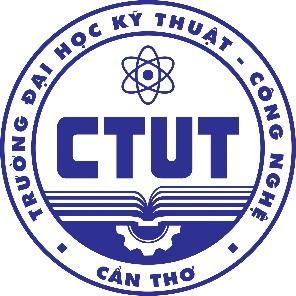 TRƯỜNG ĐẠI HỌC KỸ THUẬT - CÔNG NGHỆ
CTUT
CẦN THƠ